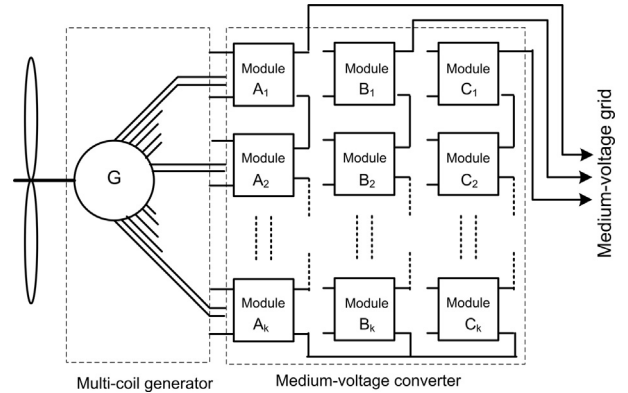 Module
A1
Module
B1
Module
C1
G
Module
A2
Module
B2
Module
C2
Module
Ak
Module
Bk
Module
Ck
Medium-voltage grid
Multi-coil generator
Medium-voltage converter